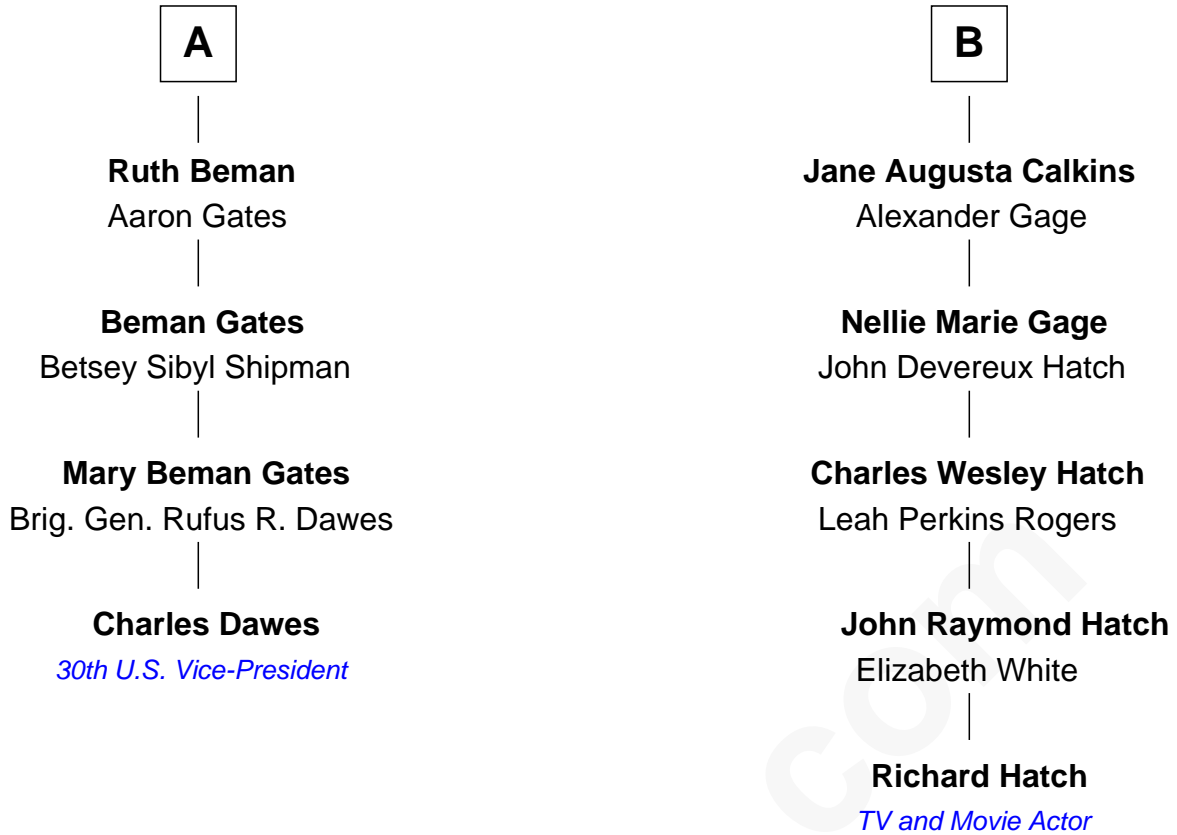 A
Ruth Beman
Aaron Gates
Beman Gates
Betsey Sibyl Shipman
Mary Beman Gates
Brig. Gen. Rufus R. Dawes
Charles Dawes
30th U.S. Vice-President
B
Jane Augusta Calkins
Alexander Gage
Nellie Marie Gage
John Devereux Hatch
Charles Wesley Hatch
Leah Perkins Rogers
John Raymond Hatch
Elizabeth White
Richard Hatch
TV and Movie Actor
com